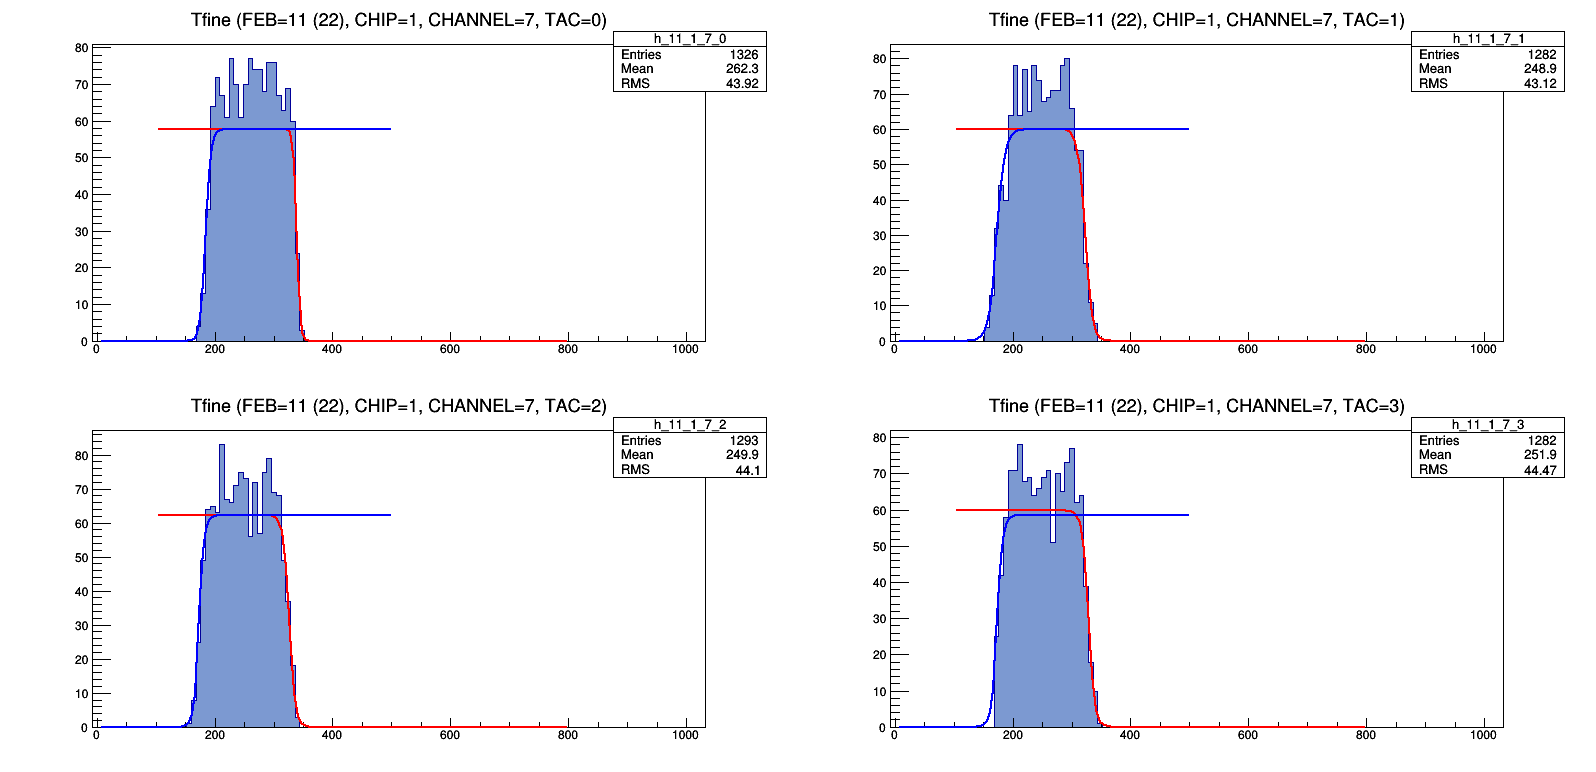 Tfine (FEB=11 (22), CHIP=1, CHANNEL=7, TAC=0)
h_11_1_7_0
Entries 1326
Mean 262.3
RMS 43.92
80
70
60
50
40
30
20
10
0
0 200 400 600 800 1000
Tfine (FEB=11 (22), CHIP=1, CHANNEL=7, TAC=1)
h_11_1_7_1
Entries 1282
Mean 248.9
RMS 43.12
80
70
60
50
40
30
20
10
0
0 200 400 600 800 1000
Tfine (FEB=11 (22), CHIP=1, CHANNEL=7, TAC=2)
h_11_1_7_2
Entries 1293
Mean 249.9
RMS 44.1
80
70
60
50
40
30
20
10
0
0 200 400 600 800 1000
Tfine (FEB=11 (22), CHIP=1, CHANNEL=7, TAC=3)
h_11_1_7_3
Entries 1282
Mean 251.9
RMS 44.47
80
70
60
50
40
30
20
10
0
0 200 400 600 800 1000